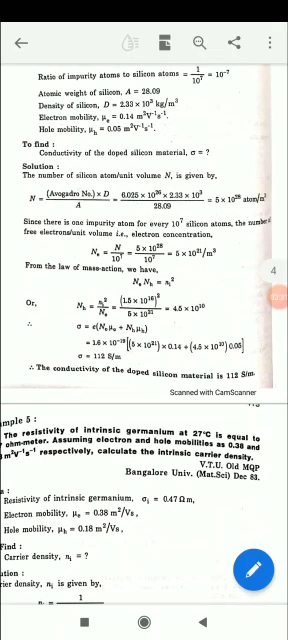 Ratio of impurity atoms to silicon atoms = 1/10⁷ = 10⁻⁷
Atomic weight of silicon, A = 28.09
Density of silicon, D = 2.33 × 10³ kg/m³
Electron mobility, μₑ = 0.14 m²V⁻¹s⁻¹.
Hole mobility, μₕ = 0.05 m²V⁻¹s⁻¹.
To find :
Conductivity of the doped silicon material, σ = ?
Solution :
The number of silicon atom/unit volume N, is given by,
N = (Avogadro No.) × D / A = 6.025 × 10²⁶ × 2.33 × 10³ / 28.09 = 5 × 10²⁸ atom/m³
Since there is one impurity atom for every 10⁷ silicon atoms, the number of
free electrons/unit volume i.e., electron concentration,
Nₑ = N/10⁷ = 5 × 10²⁸/10⁷ = 5 × 10²¹/m³
4
From the law of mass-action, we have,
Nₑ Nₕ = nᵢ²
Or, Nₕ = nᵢ²/Nₑ = (1.5 × 10¹⁶)²/5 × 10²¹ = 4.5 × 10¹⁰
∴ σ = e(Nₑμₑ + Nₕμₕ)
= 1.6 × 10⁻¹⁹[(5 × 10²¹) × 0.14 + (4.5 × 10¹⁰) 0.05]
σ = 112 S/m
∴ The conductivity of the doped silicon material is 112 S/m.
Scanned with CamScanner
mple 5 :
The resistivity of intrinsic germanium at 27°C is equal to
ohm-meter. Assuming electron and hole mobilities as 0.38 and
m²V⁻¹s⁻¹ respectively, calculate the intrinsic carrier density.
V.T.U. Old MQP
Bangalore Univ. (Mat.Sci) Dec 83.
a :
Resistivity of intrinsic germanium, σᵢ = 0.47 Ωm,
Electron mobility, μₑ = 0.38 m²/Vs,
Hole mobility, μₕ = 0.18 m²/Vs,
Find :
Carrier density, nᵢ = ?
ution :
rier density, nᵢ is given by,
1